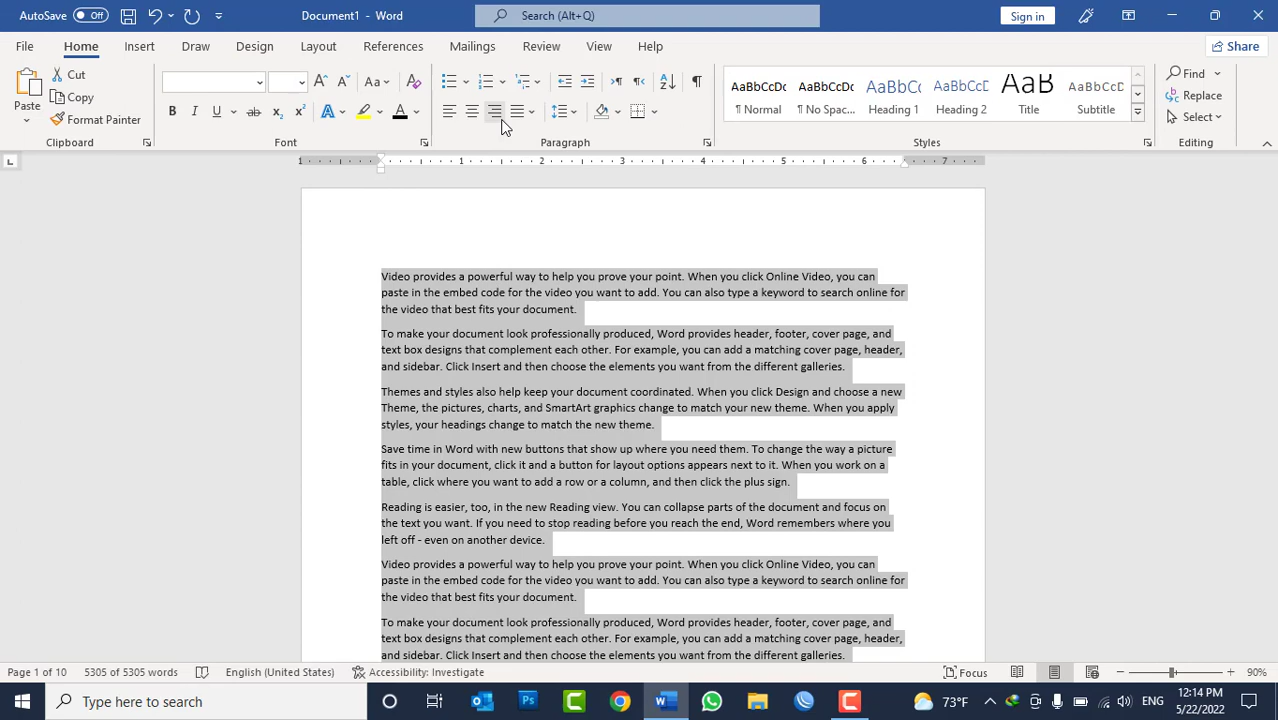 AutoSave Off
Document1 - Word
Search (Alt+Q)
Sign in
File Home Insert Draw Design Layout References Mailings Review View Help
Share
Paste
Cut
Copy
Format Painter
Clipboard
Font
Paragraph
AaBbCcDc AaBbCcDc AaBbC AaBbCcD AaB AaBbCcC
¶ Normal ¶ No Spac... Heading 1 Heading 2 Title Subtitle
Styles
Find
Replace
Select
Editing
1 1 2 3 4 5 6 7
Video provides a powerful way to help you prove your point. When you click Online Video, you can
paste in the embed code for the video you want to add. You can also type a keyword to search online for
the video that best fits your document.
To make your document look professionally produced, Word provides header, footer, cover page, and
text box designs that complement each other. For example, you can add a matching cover page, header,
and sidebar. Click Insert and then choose the elements you want from the different galleries.
Themes and styles also help keep your document coordinated. When you click Design and choose a new
Theme, the pictures, charts, and SmartArt graphics change to match your new theme. When you apply
styles, your headings change to match the new theme.
Save time in Word with new buttons that show up where you need them. To change the way a picture
fits in your document, click it and a button for layout options appears next to it. When you work on a
table, click where you want to add a row or a column, and then click the plus sign.
Reading is easier, too, in the new Reading view. You can collapse parts of the document and focus on
the text you want. If you need to stop reading before you reach the end, Word remembers where you
left off - even on another device.
Video provides a powerful way to help you prove your point. When you click Online Video, you can
paste in the embed code for the video you want to add. You can also type a keyword to search online for
the video that best fits your document.
To make your document look professionally produced, Word provides header, footer, cover page, and
text box designs that complement each other. For example, you can add a matching cover page, header,
and sidebar. Click Insert and then choose the elements you want from the different galleries.
Page 1 of 10 5305 of 5305 words English (United States) Accessibility: Investigate Focus 90%
Type here to search
73°F
ENG
12:14 PM
5/22/2022